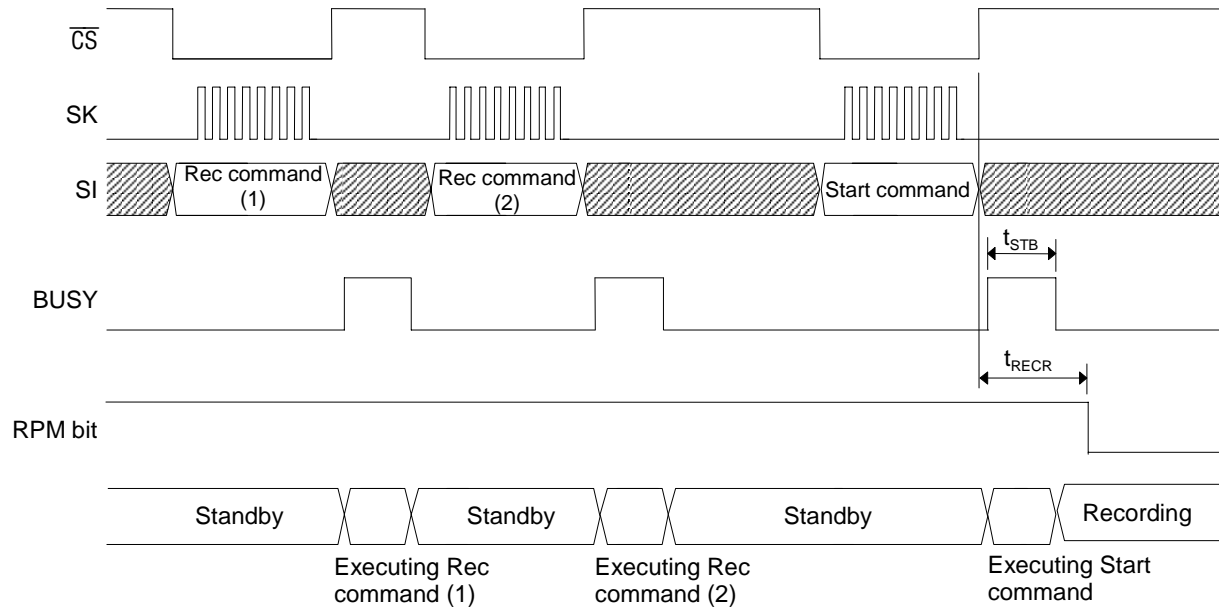 CS
SK
SI
Rec command
(1)
Rec command
(2)
Start command
tSTB
BUSY
tRECR
RPM bit
Standby
Standby
Standby
Recording
Executing Rec
command (1)
Executing Rec
command (2)
Executing Start
command